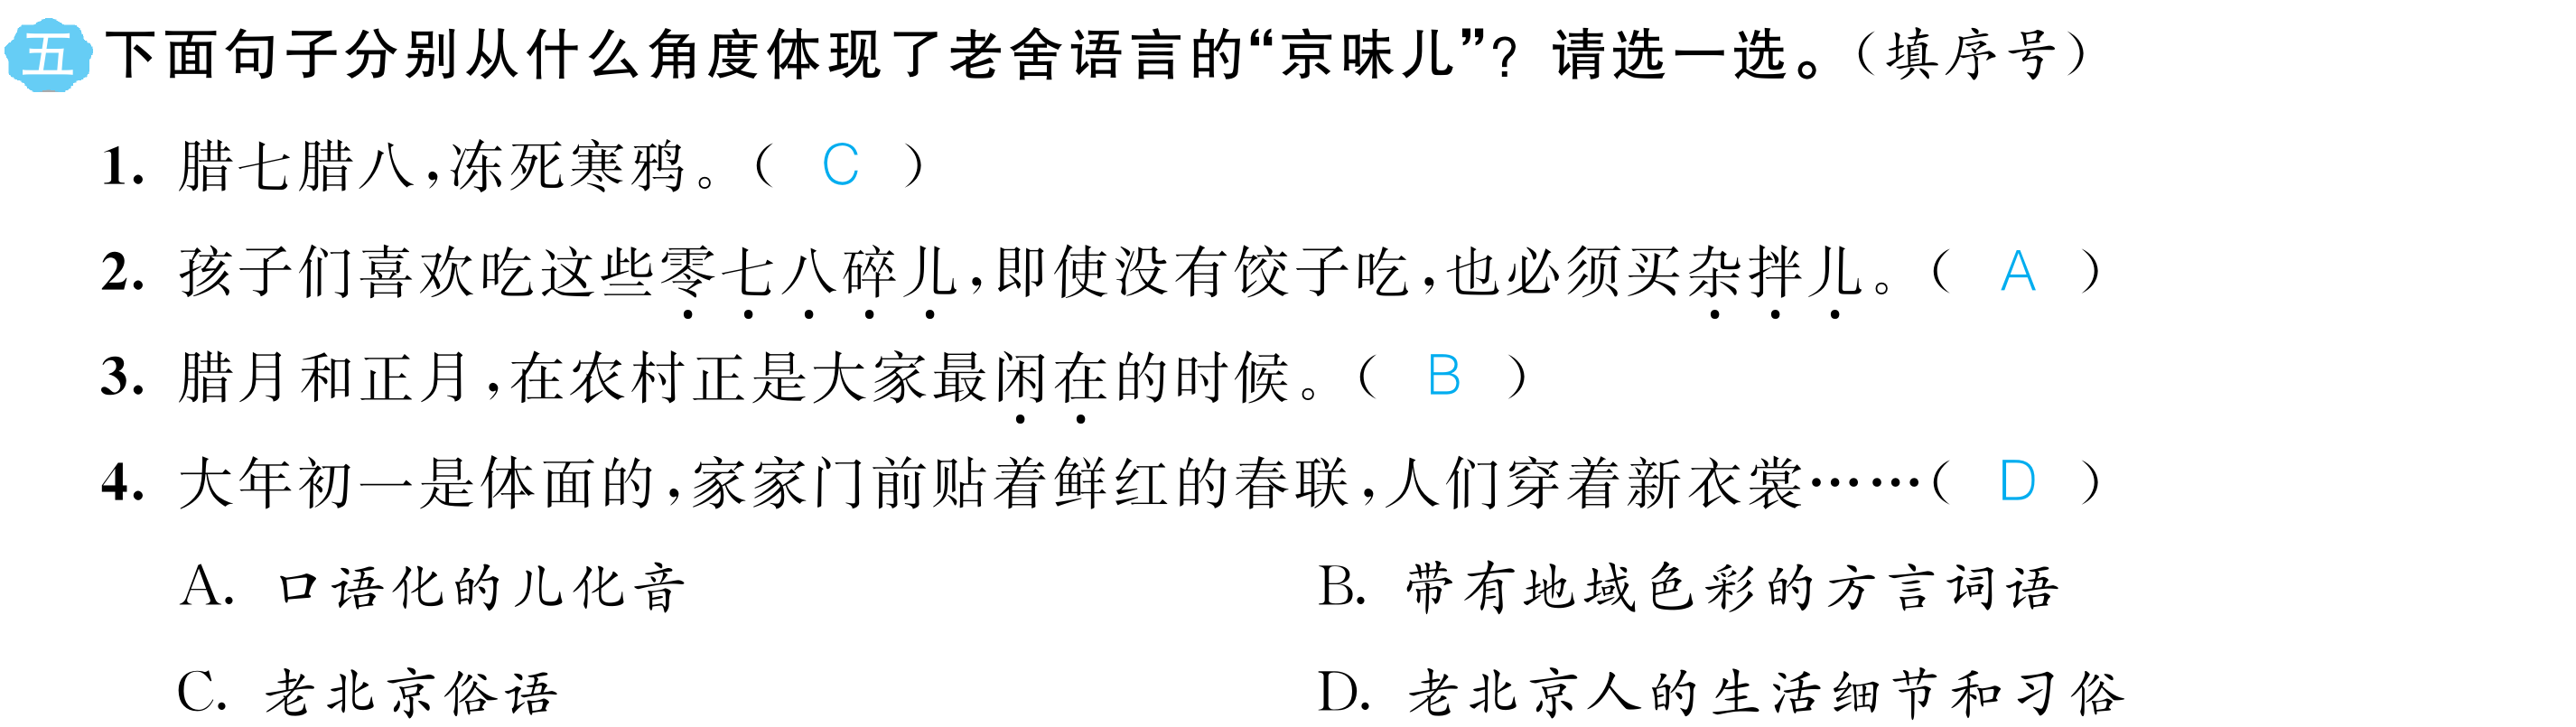 五 下面句子分别从什么角度体现了老舍语言的“京味儿”？请选一选。（填序号）
1. 腊七腊八，冻死寒鸦。（ C ）
2. 孩子们喜欢吃这些零七八碎儿，即使没有饺子吃，也必须买杂拌儿。（ A ）
3. 腊月和正月，在农村正是大家最闲在的时候。（ B ）
4. 大年初一是体面的，家家门前贴着鲜红的春联，人们穿着新衣裳……（ D ）
A. 口语化的儿化音 B. 带有地域色彩的方言词语
C. 老北京俗语 D. 老北京人的生活细节和习俗